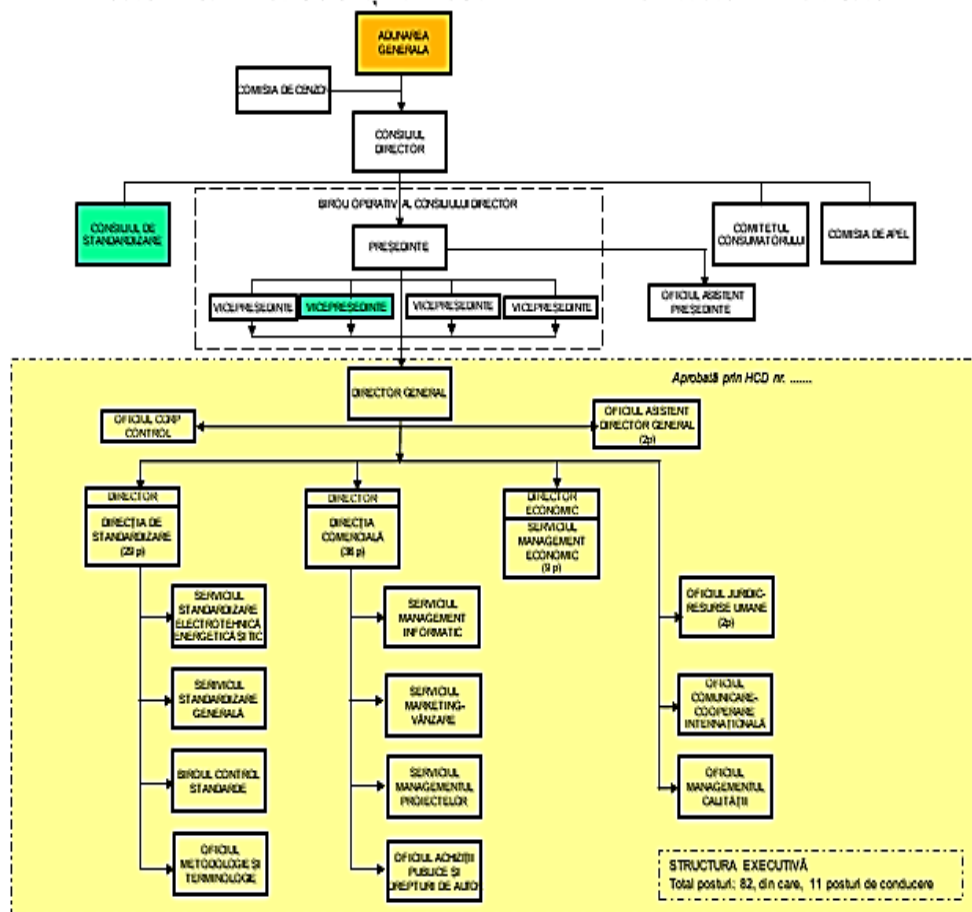 ADUNAREA
GENERALA
COMISIA DE CENZORI
CONSILIUL
DIRECTOR
BIROU OPERATIV AL CONSILIULUI DIRECTOR
CONSILIUL DE
STANDARDIZARE
PREȘEDINTE
COMITETUL
CONSUMATORULUI
COMISIA DE APEL
VICEPREȘEDINTE
VICEPREȘEDINTE
VICEPREȘEDINTE
VICEPREȘEDINTE
OFICIUL ASISTENT
PREȘEDINTE
Aprobată prin HCD nr. .......
DIRECTOR GENERAL
OFICIUL CORP
CONTROL
OFICIUL ASISTENT
DIRECTOR GENERAL
(2p)
DIRECTOR
DIRECȚIA DE
STANDARDIZARE
(29 p)
DIRECTOR
DIRECȚIA
COMERCIALĂ
(36 p)
DIRECTOR
ECONOMIC
SERVICIUL
MANAGEMENT
ECONOMIC
(9 p)
SERVICIUL
STANDARDIZARE
ELECTROTEHNICĂ
ENERGETICĂ ȘI TIC
SERIVICUL
STANDARDIZARE
GENERALĂ
BIROUL CONTROL
STANDARDE
OFICIUL
METODOLOGIE ȘI
TERMINOLOGIE
SERVICIUL
MANAGEMENT
INFORMATIC
SERVICIUL
MARKETING-
VÂNZARE
SERVICIUL
MANAGEMENTUL
PROIECTELOR
OFICIUL ACHIZIȚII
PUBLICE ȘI
DREPTURI DE AUTO
OFICIUL JURIDIC-
RESURSE UMANE
(2p)
OFICIUL
COMUNICARE-
COOPERARE
INTERNAȚIONALĂ
OFICIUL
MANAGEMENTUL
CALITĂȚII
STRUCTURA EXECUTIVĂ
Total posturi: 82, din care, 11 posturi de conducere